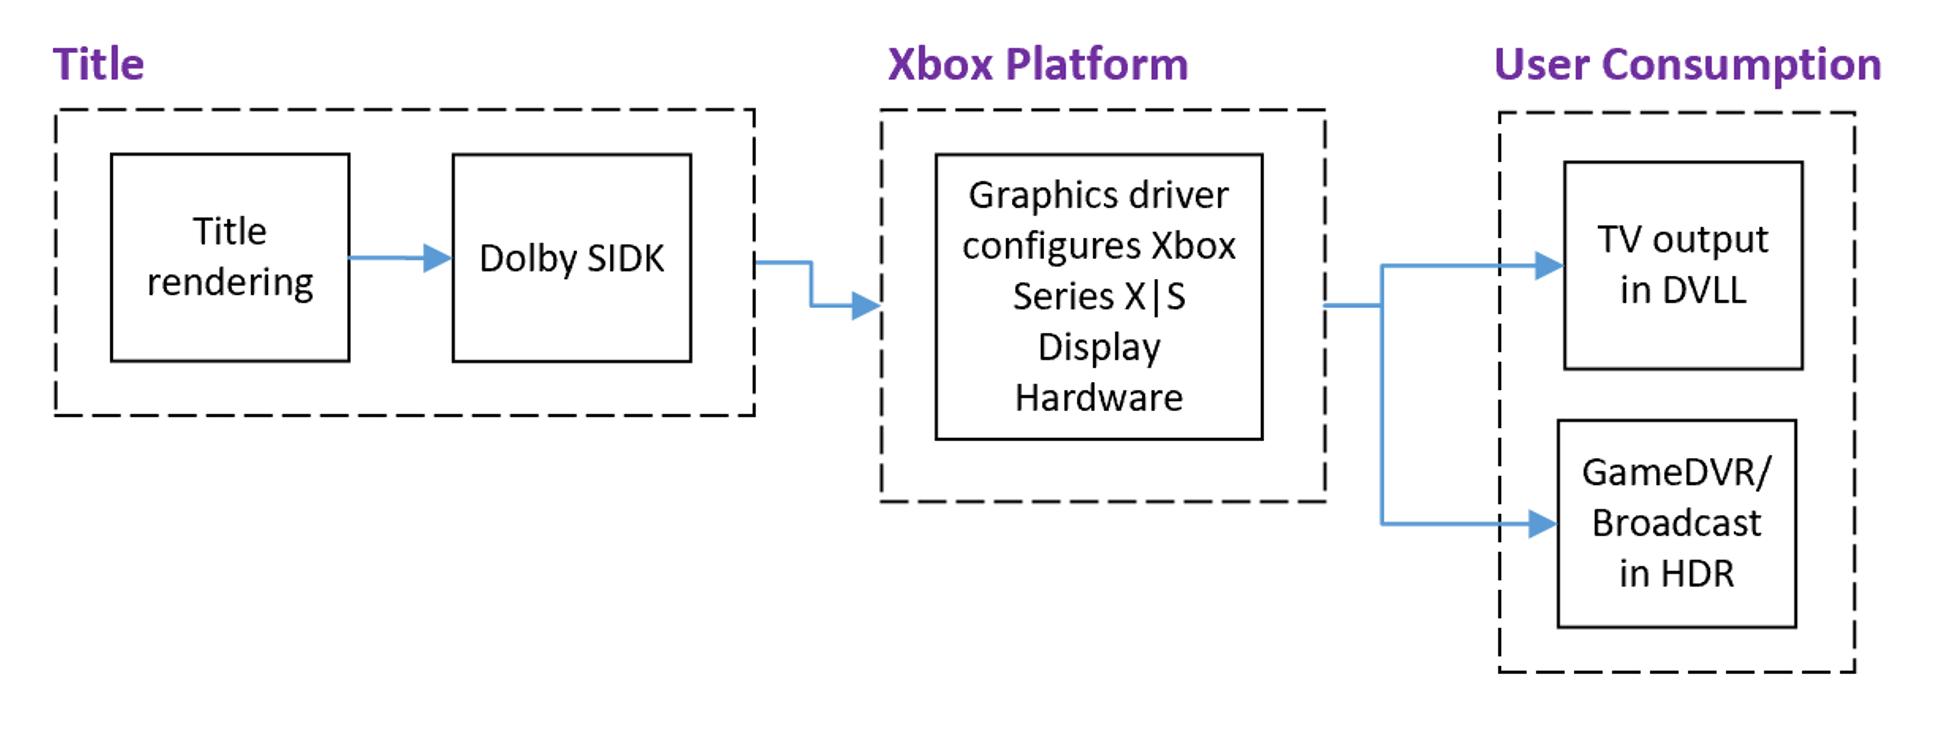 Title
Title
rendering
Dolby SIDK
Xbox Platform
Graphics driver
configures Xbox
Series X|S
Display
Hardware
User Consumption
TV output
in DVLL
GameDVR/
Broadcast
in HDR